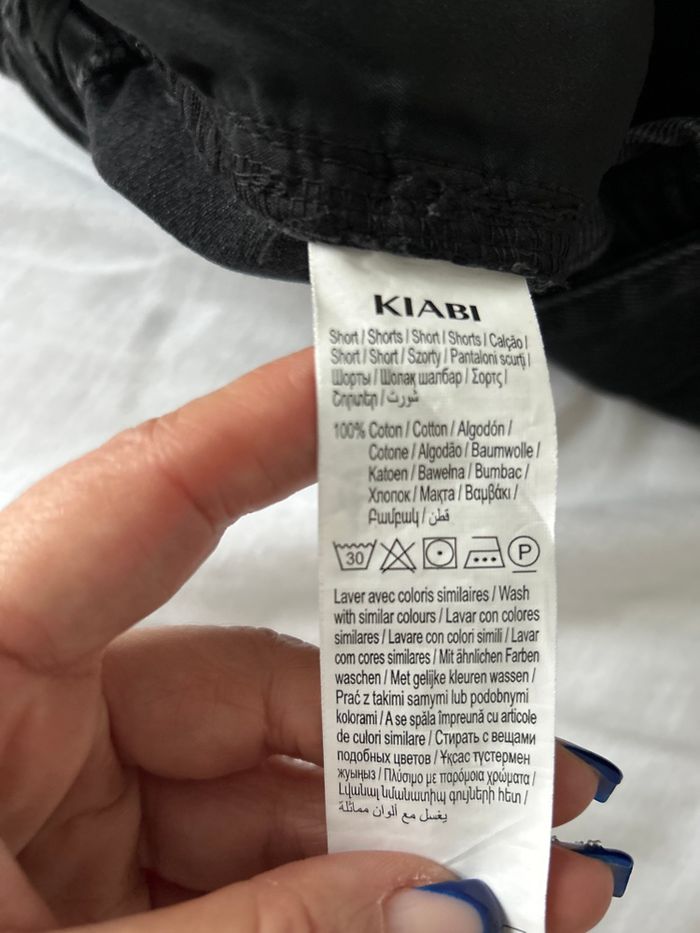 KIABI
Short / Shorts / Short / Shorts / Calção /
Short / Short / Szorty / Pantaloni scurți /
Шорты / Шолақ шалбар / Σορτς /
Շորտեր / شورت
100% Coton / Cotton / Algodón /
Cotone / Algodão / Baumwolle /
Katoen / Bawełna / Bumbac /
Хлопок / Мақта / Βαμβάκι /
Բամբակ / قطن
30 P
Laver avec coloris similaires / Wash
with similar colours / Lavar con colores
similares / Lavare con colori simili / Lavar
com cores similares / Mit ähnlichen Farben
waschen / Met gelijke kleuren wassen /
Prać z takimi samymi lub podobnymi
kolorami / A se spăla împreună cu articole
de culori similare / Стирать с вещами
подобных цветов / Ұқсас түстермен
жуыңыз / Πλύσιμο με παρόμοια χρώματα /
Լվանալ նմանատիպ գույների հետ /
يغسل مع ألوان مماثلة